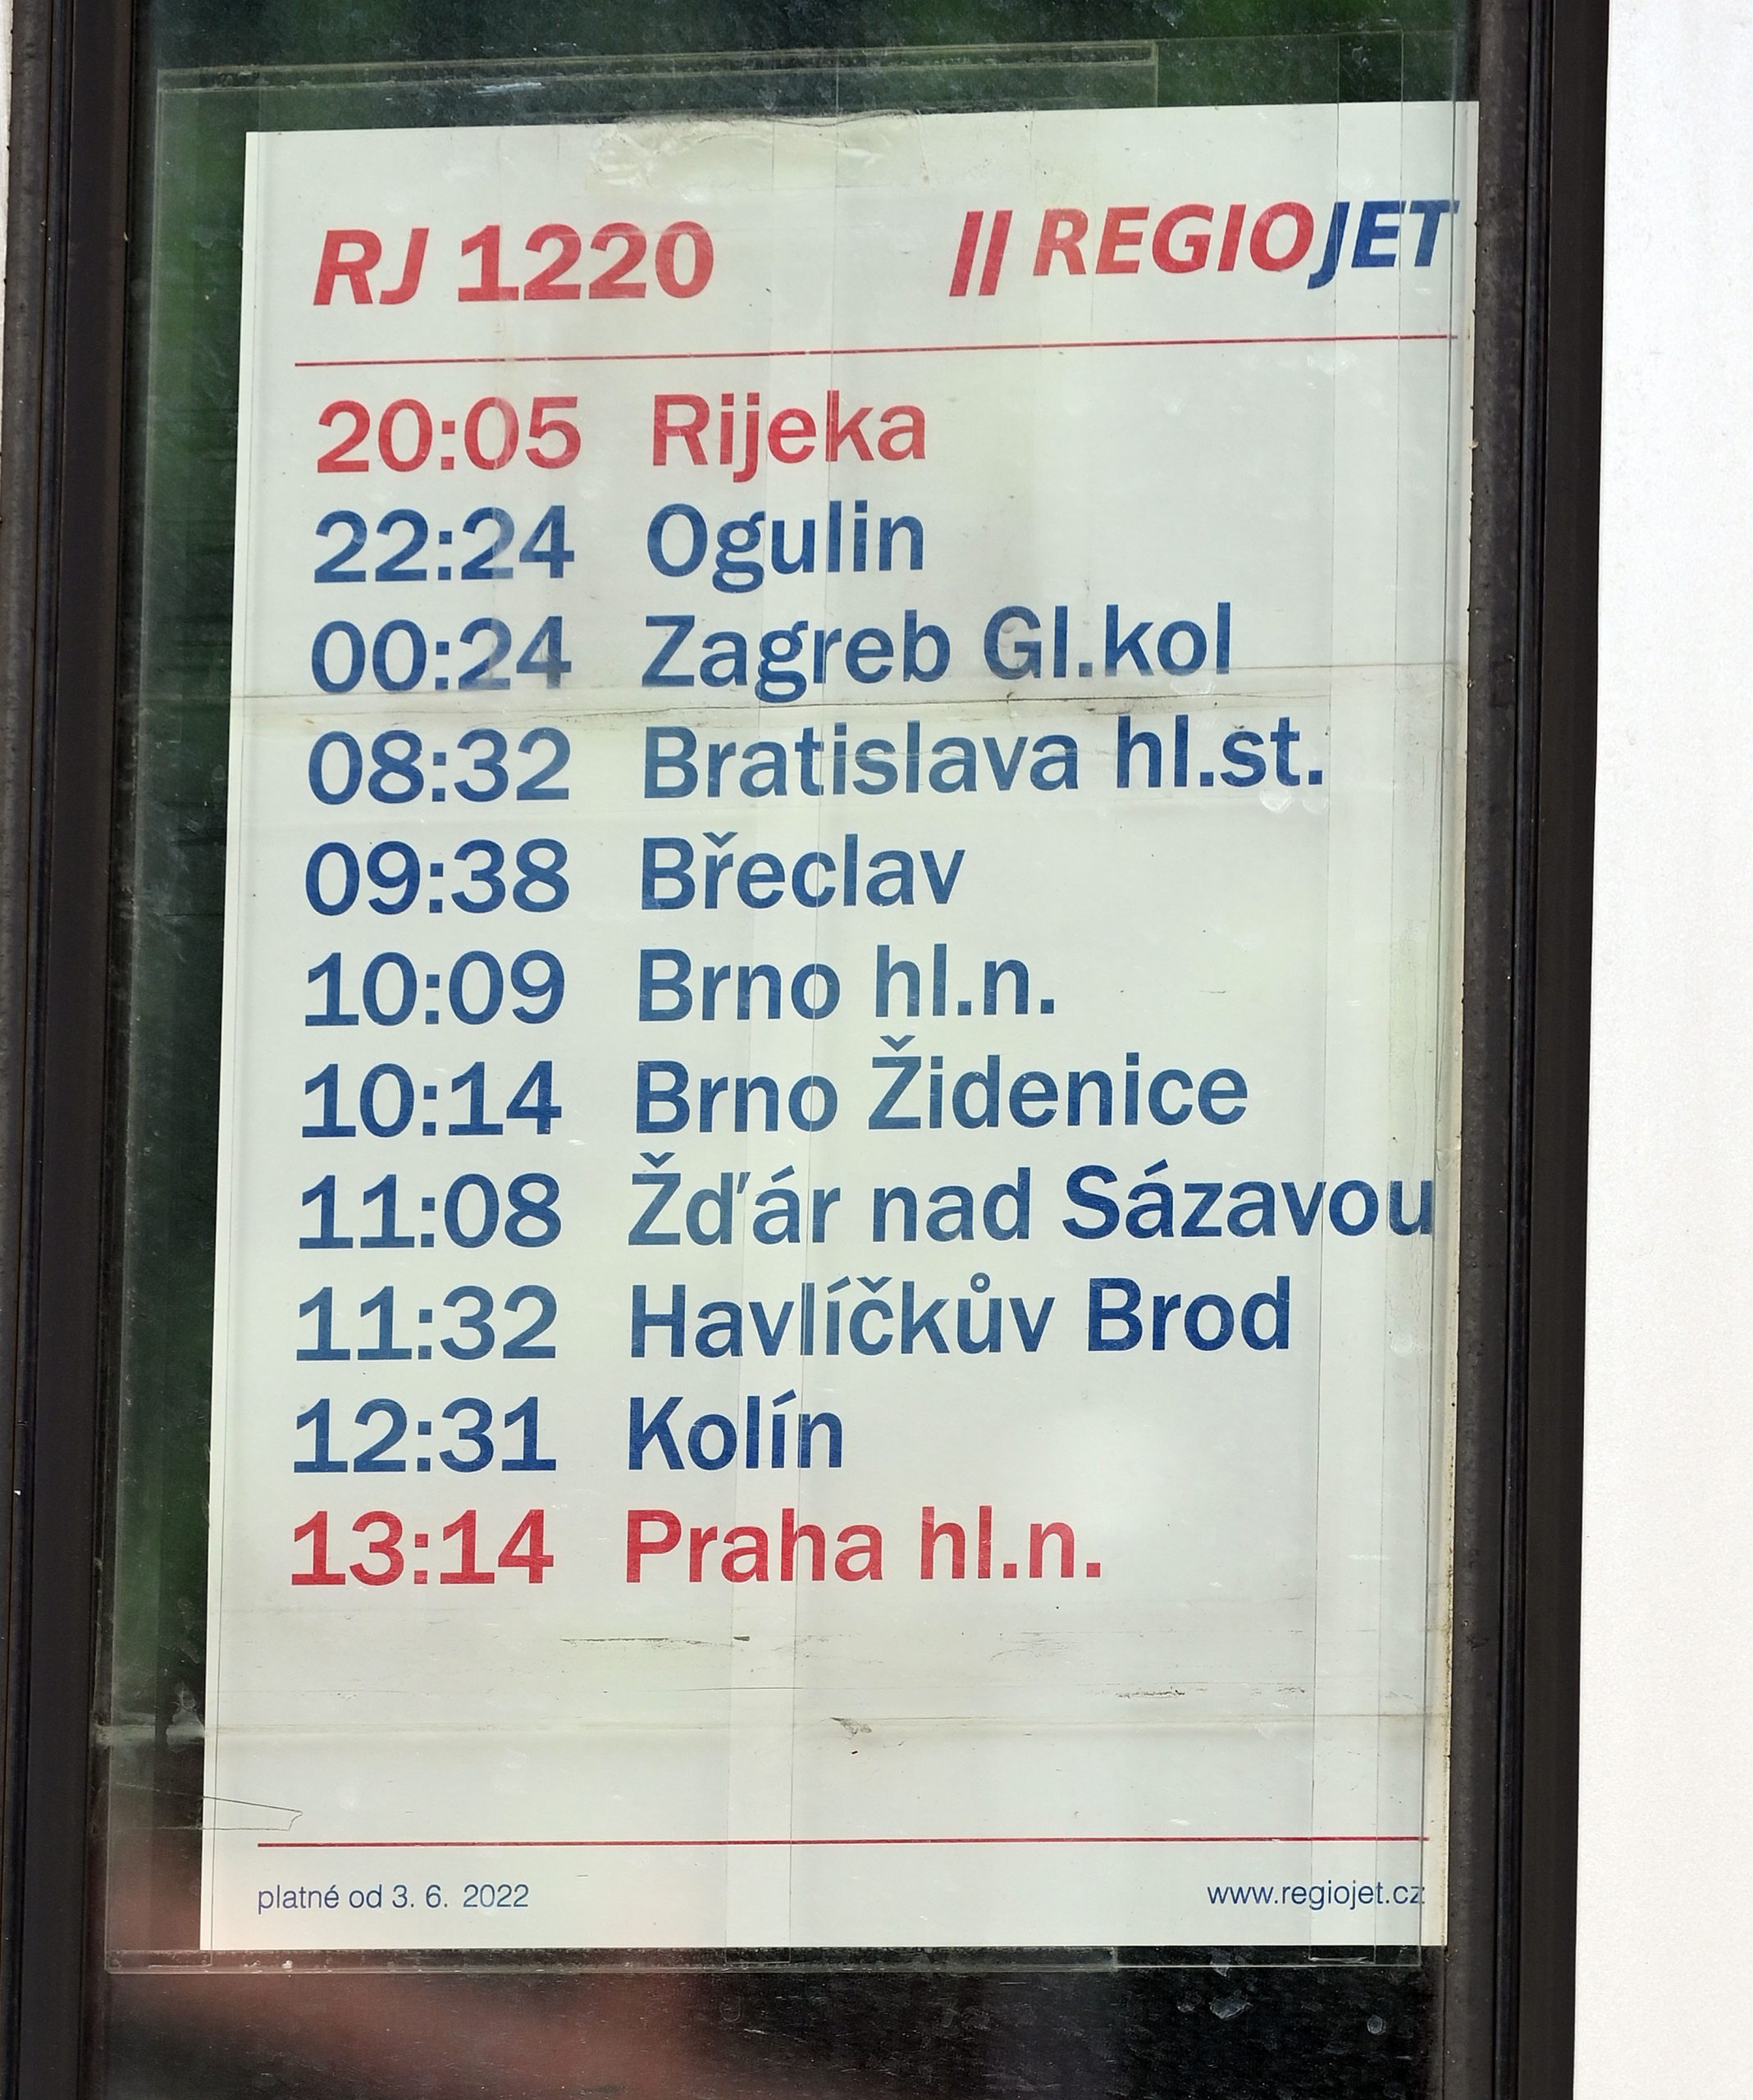 RJ 1220 || REGIOJET
20:05 Rijeka
22:24 Ogulin
00:24 Zagreb Gl.kol
08:32 Bratislava hl.st.
09:38 Břeclav
10:09 Brno hl.n.
10:14 Brno Židenice
11:08 Žďár nad Sázavou
11:32 Havlíčkův Brod
12:31 Kolín
13:14 Praha hl.n.
platné od 3. 6. 2022 www.regiojet.cz